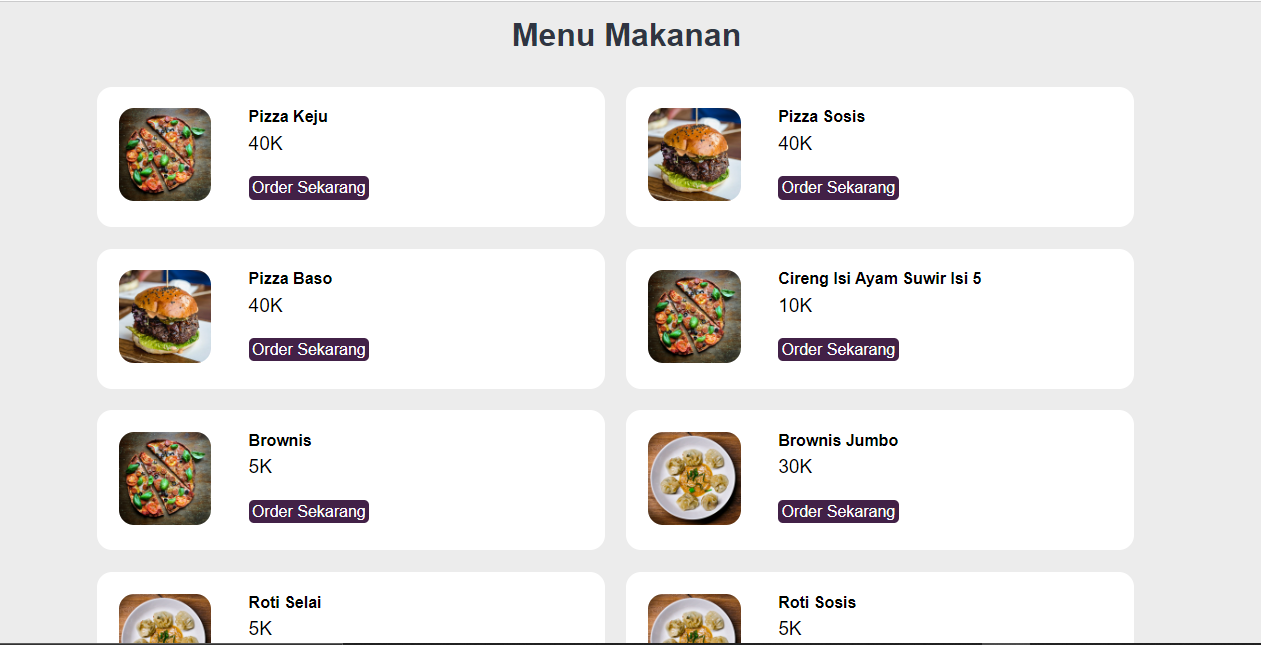 Menu Makanan
Pizza Keju
40K
Order Sekarang
Pizza Sosis
40K
Order Sekarang
Pizza Baso
40K
Order Sekarang
Cireng Isi Ayam Suwir Isi 5
10K
Order Sekarang
Brownis
5K
Order Sekarang
Brownis Jumbo
30K
Order Sekarang
Roti Selai
5K
Roti Sosis
5K